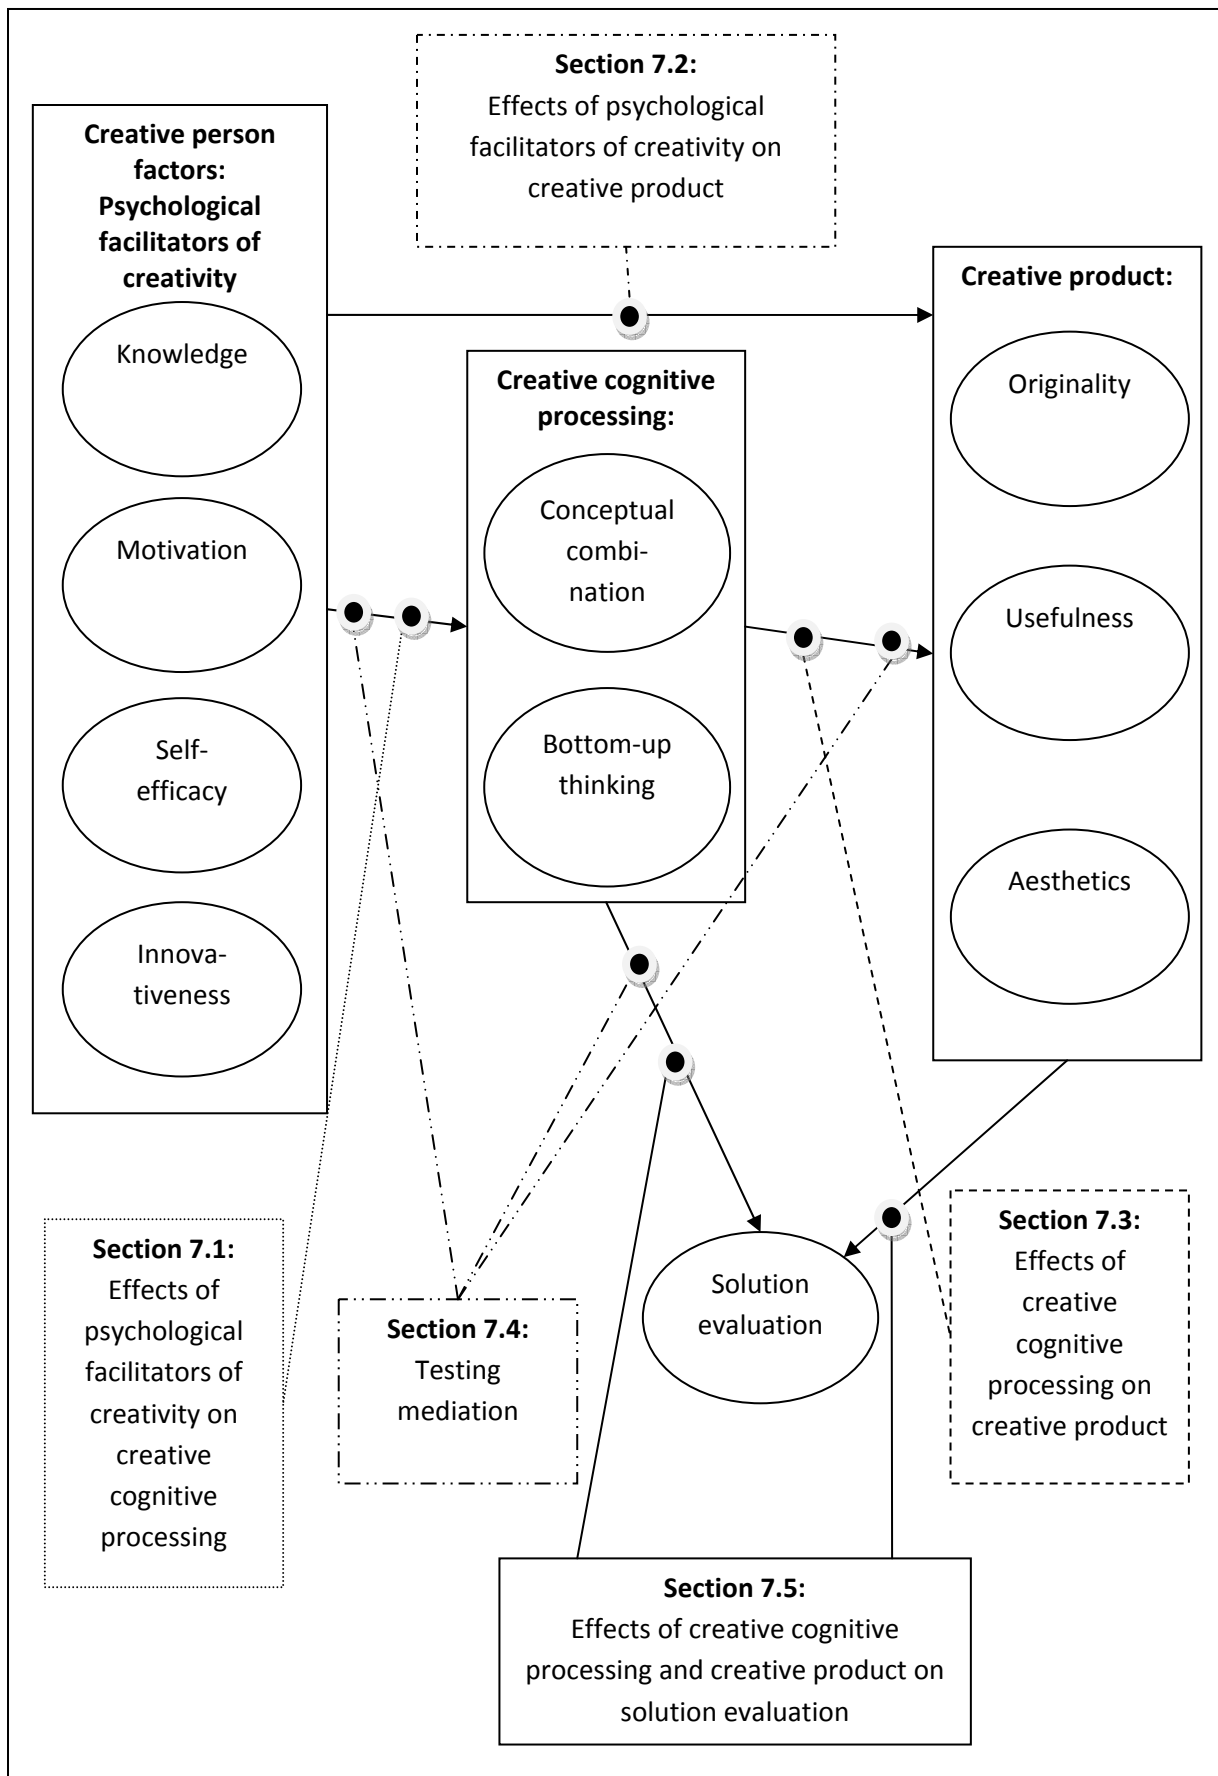 Section 7.2:
Effects of psychological
facilitators of creativity on
creative product
Creative person
factors:
Psychological
facilitators of
creativity
Knowledge
Motivation
Self-
efficacy
Innova-
tiveness
Creative cognitive
processing:
Conceptual
combi-
nation
Bottom-up
thinking
Creative product:
Originality
Usefulness
Aesthetics
Section 7.1:
Effects of
psychological
facilitators of
creativity on
creative
cognitive
processing
Section 7.4:
Testing
mediation
Solution
evaluation
Section 7.3:
Effects of
creative
cognitive
processing on
creative product
Section 7.5:
Effects of creative cognitive
processing and creative product on
solution evaluation